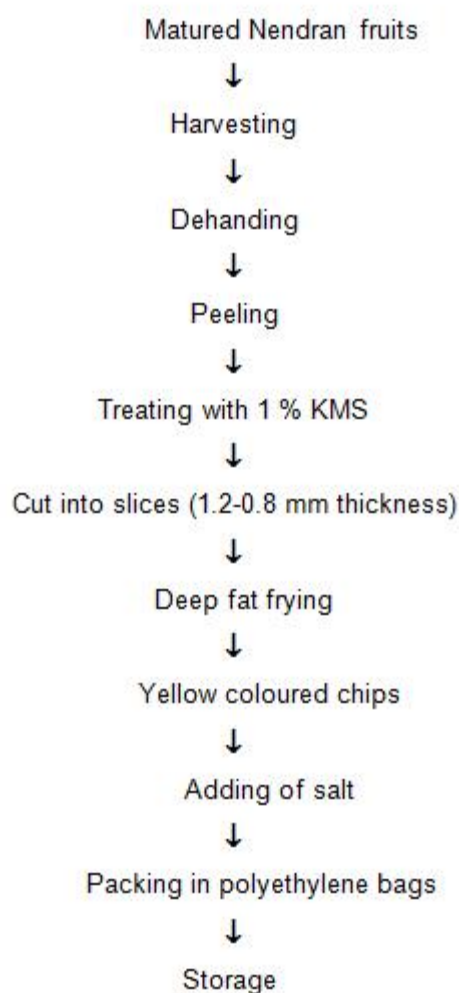 Matured Nendran fruits
↓
Harvesting
↓
Dehanding
↓
Peeling
↓
Treating with 1 % KMS
↓
Cut into slices (1.2-0.8 mm thickness)
↓
Deep fat frying
↓
Yellow coloured chips
↓
Adding of salt
↓
Packing in polyethylene bags
↓
Storage